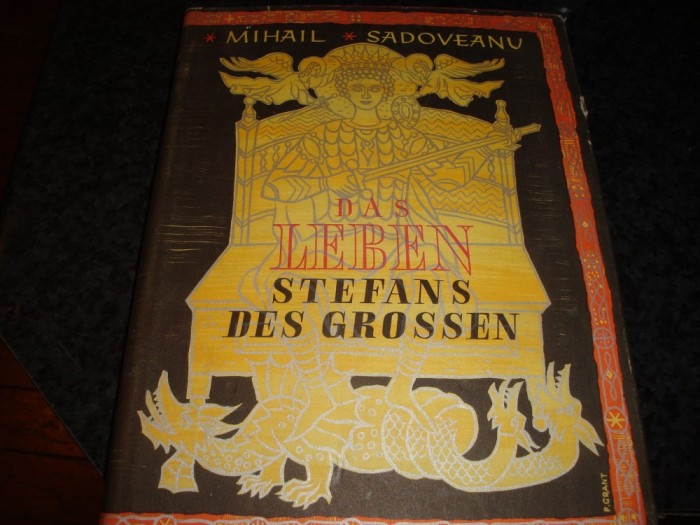 * MIHAIL * SADOVEANU
DAS
LEBEN
STEFANS
DES GROSSEN
P. GRANT